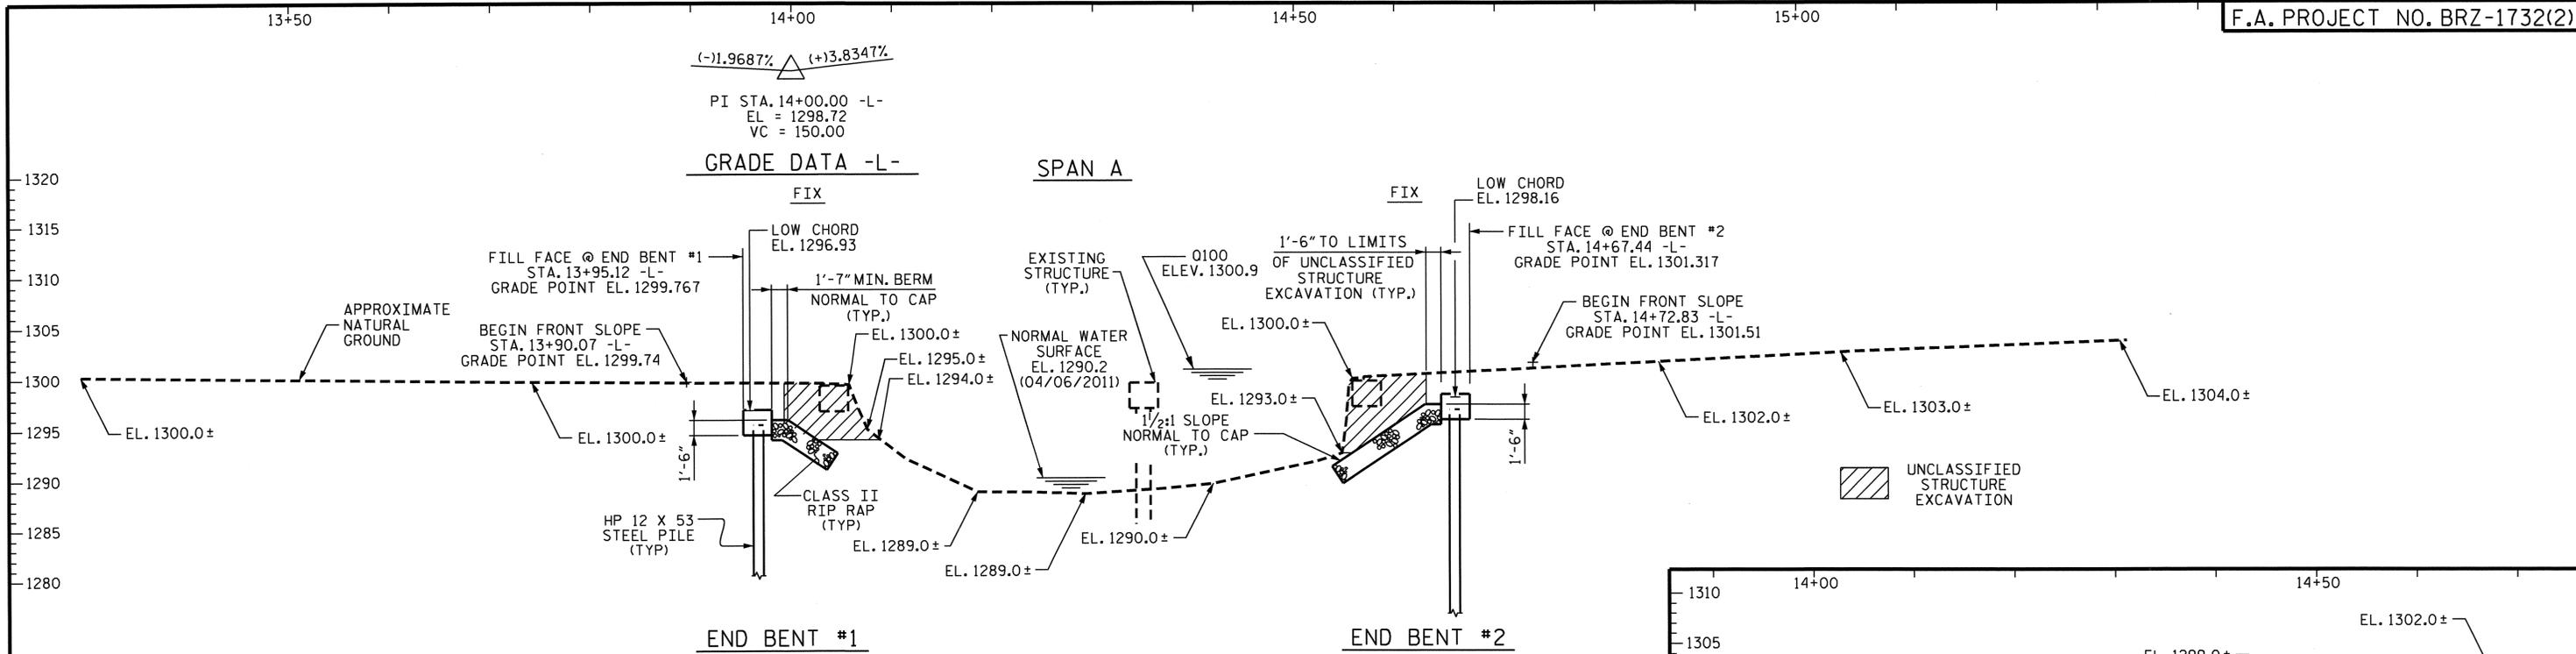 13+50
14+00
14+50
15+00
F.A. PROJECT NO. BRZ-1732(2)
(-)1.9687%
(+)3.8347%
PI STA. 14+00.00 -L-
EL = 1298.72
VC = 150.00
GRADE DATA -L-
SPAN A
FIX
FIX
1320
1315
1310
1305
1300
1295
1290
1285
1280
LOW CHORD
EL. 1296.93
FILL FACE @ END BENT #1
STA. 13+95.12 -L-
GRADE POINT EL. 1299.767
1'-7" MIN. BERM
NORMAL TO CAP
(TYP.)
APPROXIMATE
NATURAL
GROUND
BEGIN FRONT SLOPE
STA. 13+90.07 -L-
GRADE POINT EL. 1299.74
EL. 1300.0±
EL. 1295.0±
EL. 1294.0±
EL. 1300.0±
EL. 1300.0±
1'-6"
HP 12 X 53
STEEL PILE
(TYP)
CLASS II
RIP RAP
(TYP)
EL. 1289.0±
EL. 1289.0±
EXISTING
STRUCTURE
(TYP.)
NORMAL WATER
SURFACE
EL. 1290.2
(04/06/2011)
Q100
ELEV. 1300.9
1'-6" TO LIMITS
OF UNCLASSIFIED
STRUCTURE
EXCAVATION (TYP.)
EL. 1300.0±
EL. 1293.0±
1 1/2:1 SLOPE
NORMAL TO CAP
(TYP.)
EL. 1290.0±
LOW CHORD
EL. 1298.16
FILL FACE @ END BENT #2
STA. 14+67.44 -L-
GRADE POINT EL. 1301.317
BEGIN FRONT SLOPE
STA. 14+72.83 -L-
GRADE POINT EL. 1301.51
1'-6"
EL. 1302.0±
EL. 1303.0±
EL. 1304.0±
UNCLASSIFIED
STRUCTURE
EXCAVATION
END BENT #1
END BENT #2
14+00
14+50
1310
1305
EL. 1302.0±